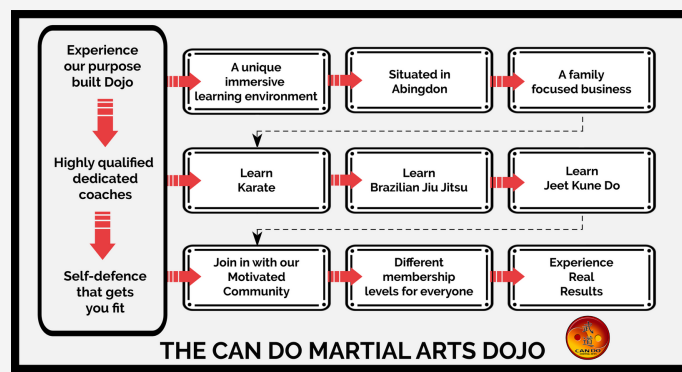 Experience
our purpose
built Dojo
Highly qualified
dedicated
coaches
Self-defence
that gets
you fit
A unique
immersive
learning environment
Situated in
Abingdon
A family
focused business
Learn
Karate
Learn
Brazilian Jiu Jitsu
Learn
Jeet Kune Do
Join in with our
Motivated
Community
Different
membership
levels for everyone
Experience
Real
Results
THE CAN DO MARTIAL ARTS DOJO
武
道
CAN DO